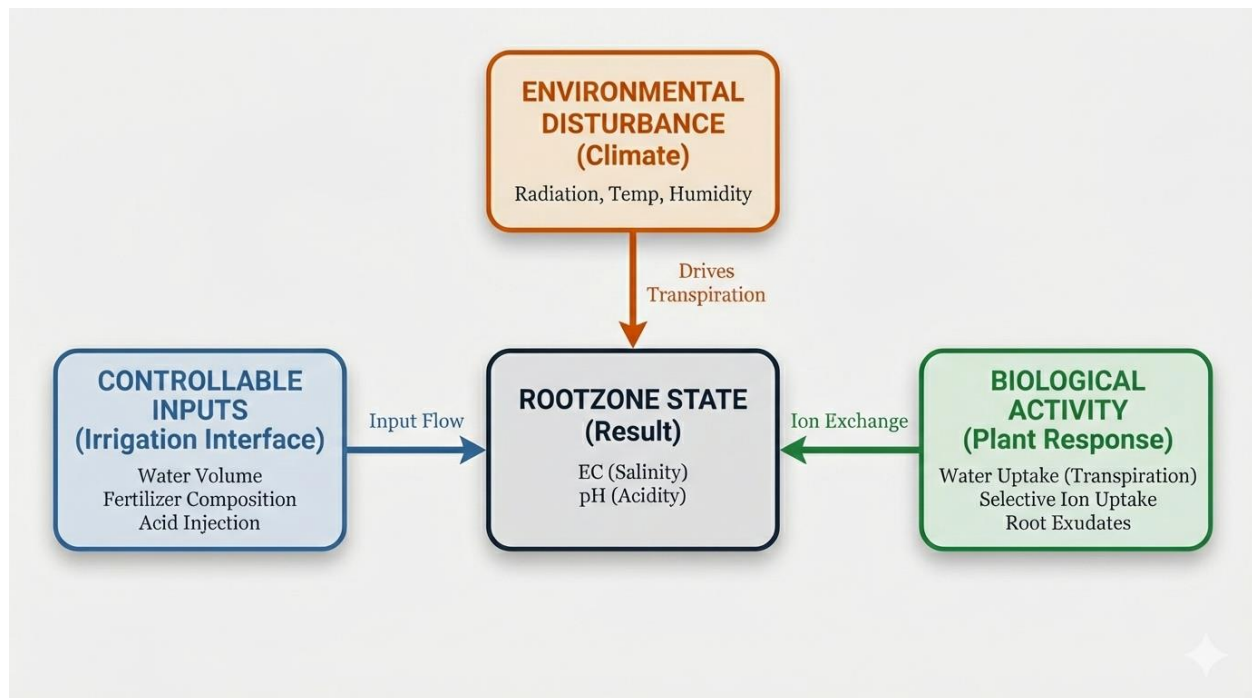 ENVIRONMENTAL
DISTURBANCE
(Climate)
Radiation, Temp, Humidity
Drives
Transpiration
CONTROLLABLE
INPUTS
(Irrigation Interface)
Water Volume
Fertilizer Composition
Acid Injection
Input Flow
ROOTZONE STATE
(Result)
EC (Salinity)
pH (Acidity)
Ion Exchange
BIOLOGICAL
ACTIVITY
(Plant Response)
Water Uptake (Transpiration)
Selective Ion Uptake
Root Exudates